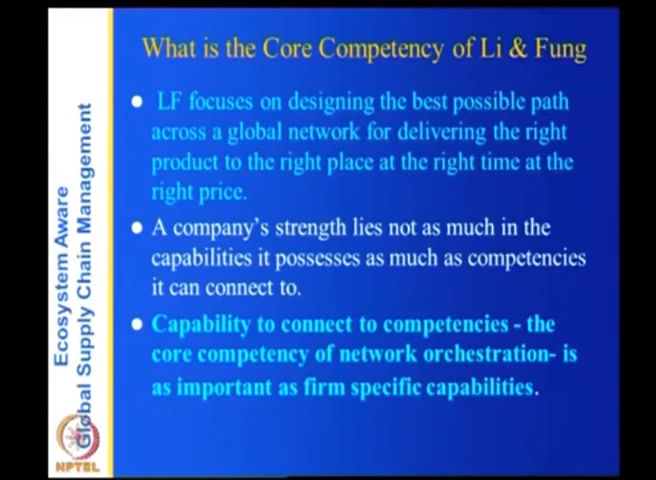 What is the Core Competency of Li & Fung
LF focuses on designing the best possible path
across a global network for delivering the right
product to the right place at the right time at the
right price.
A company's strength lies not as much in the
capabilities it possesses as much as competencies
it can connect to.
Capability to connect to competencies - the
core competency of network orchestration- is
as important as firm specific capabilities.
Ecosystem Aware
Global Supply Chain Management
NPTEL